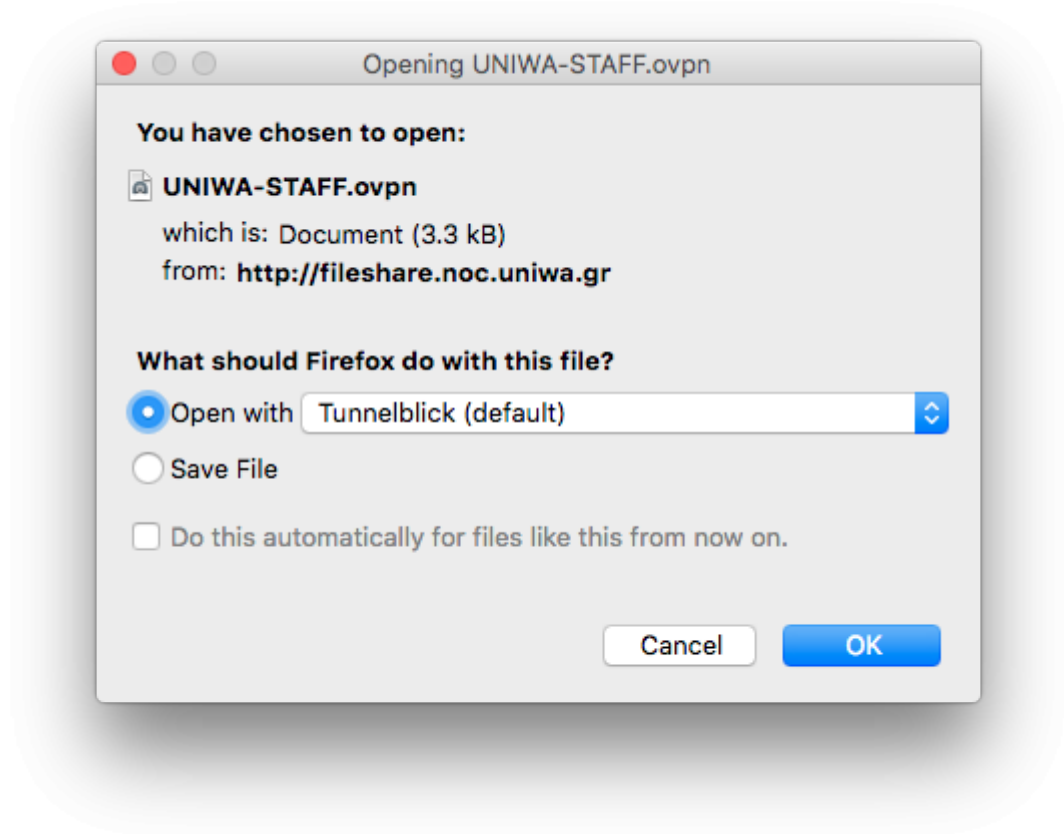 Opening UNIWA-STAFF.ovpn
You have chosen to open:
UNIWA-STAFF.ovpn
which is: Document (3.3 kB)
from: http://fileshare.noc.uniwa.gr
What should Firefox do with this file?
Open with Tunnelblick (default)
Save File
Do this automatically for files like this from now on.
Cancel OK